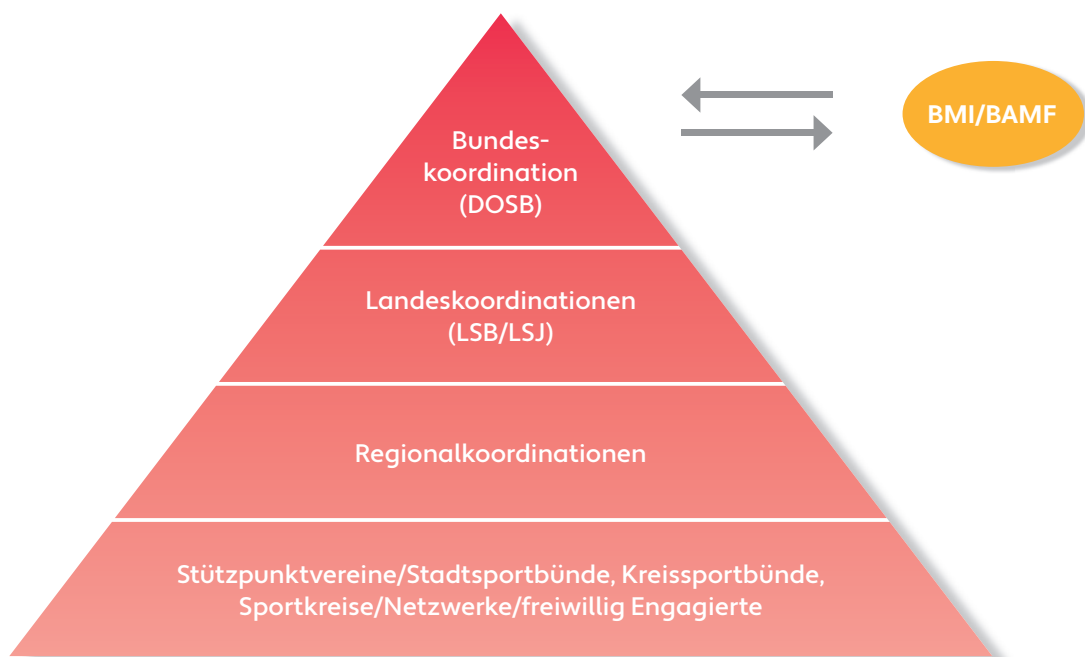 Bundes-
koordination
(DOSB)
BMI/BAMF
Landeskoordinationen
(LSB/LSJ)
Regionalkoordinationen
Stützpunktvereine/Stadtsportbünde, Kreissportbünde,
Sportkreise/Netzwerke/freiwillig Engagierte